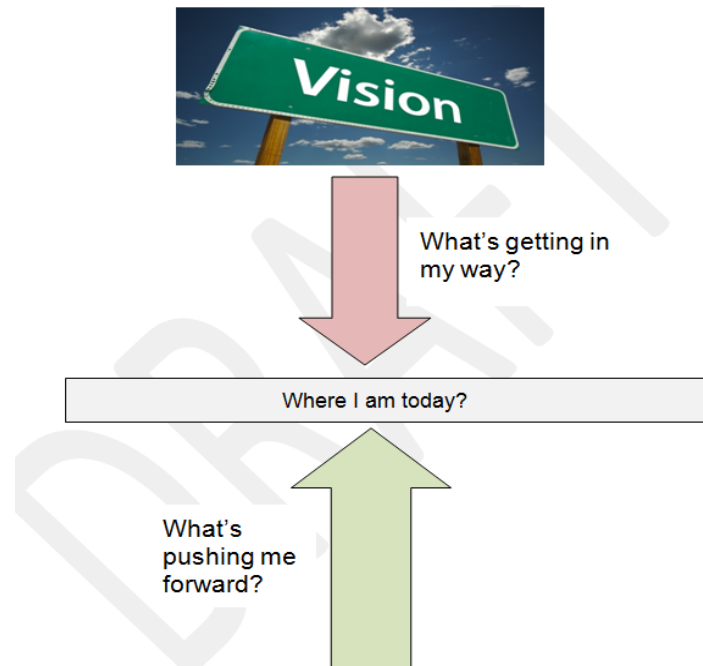 Vision
What's getting in
my way?
Where I am today?
What's
pushing me
forward?
DRAFT